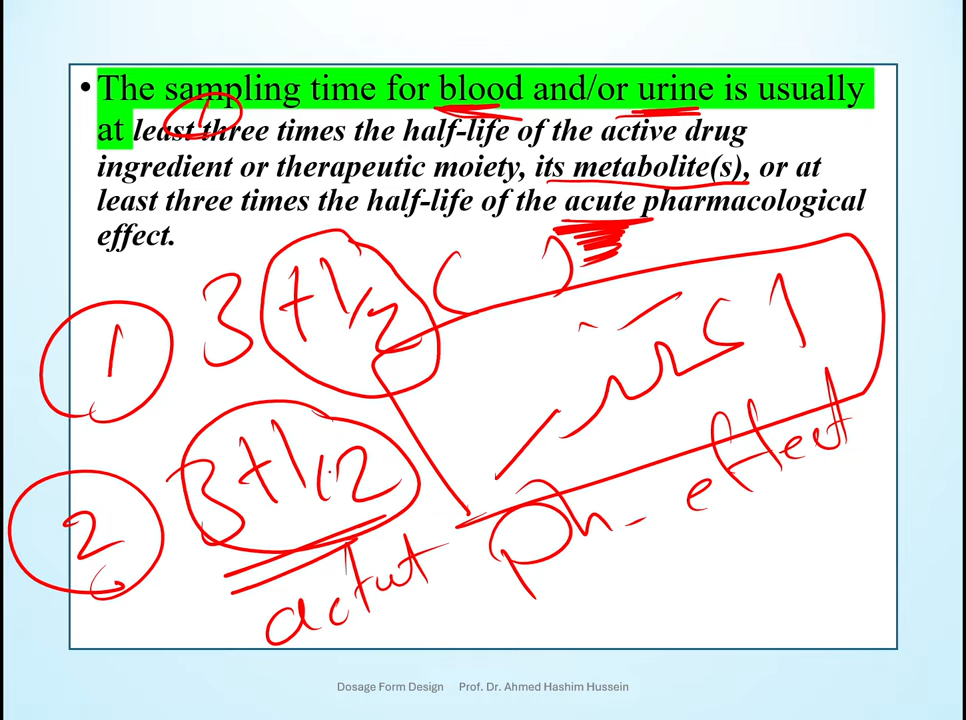 • The sampling time for blood and/or urine is usually
at least three times the half-life of the active drug
ingredient or therapeutic moiety, its metabolite(s), or at
least three times the half-life of the acute pharmacological
effect.
1
1 3 t1/2 ( )
2 3 t1/2
ph- effect
Dosage Form Design Prof. Dr. Ahmed Hashim Hussein